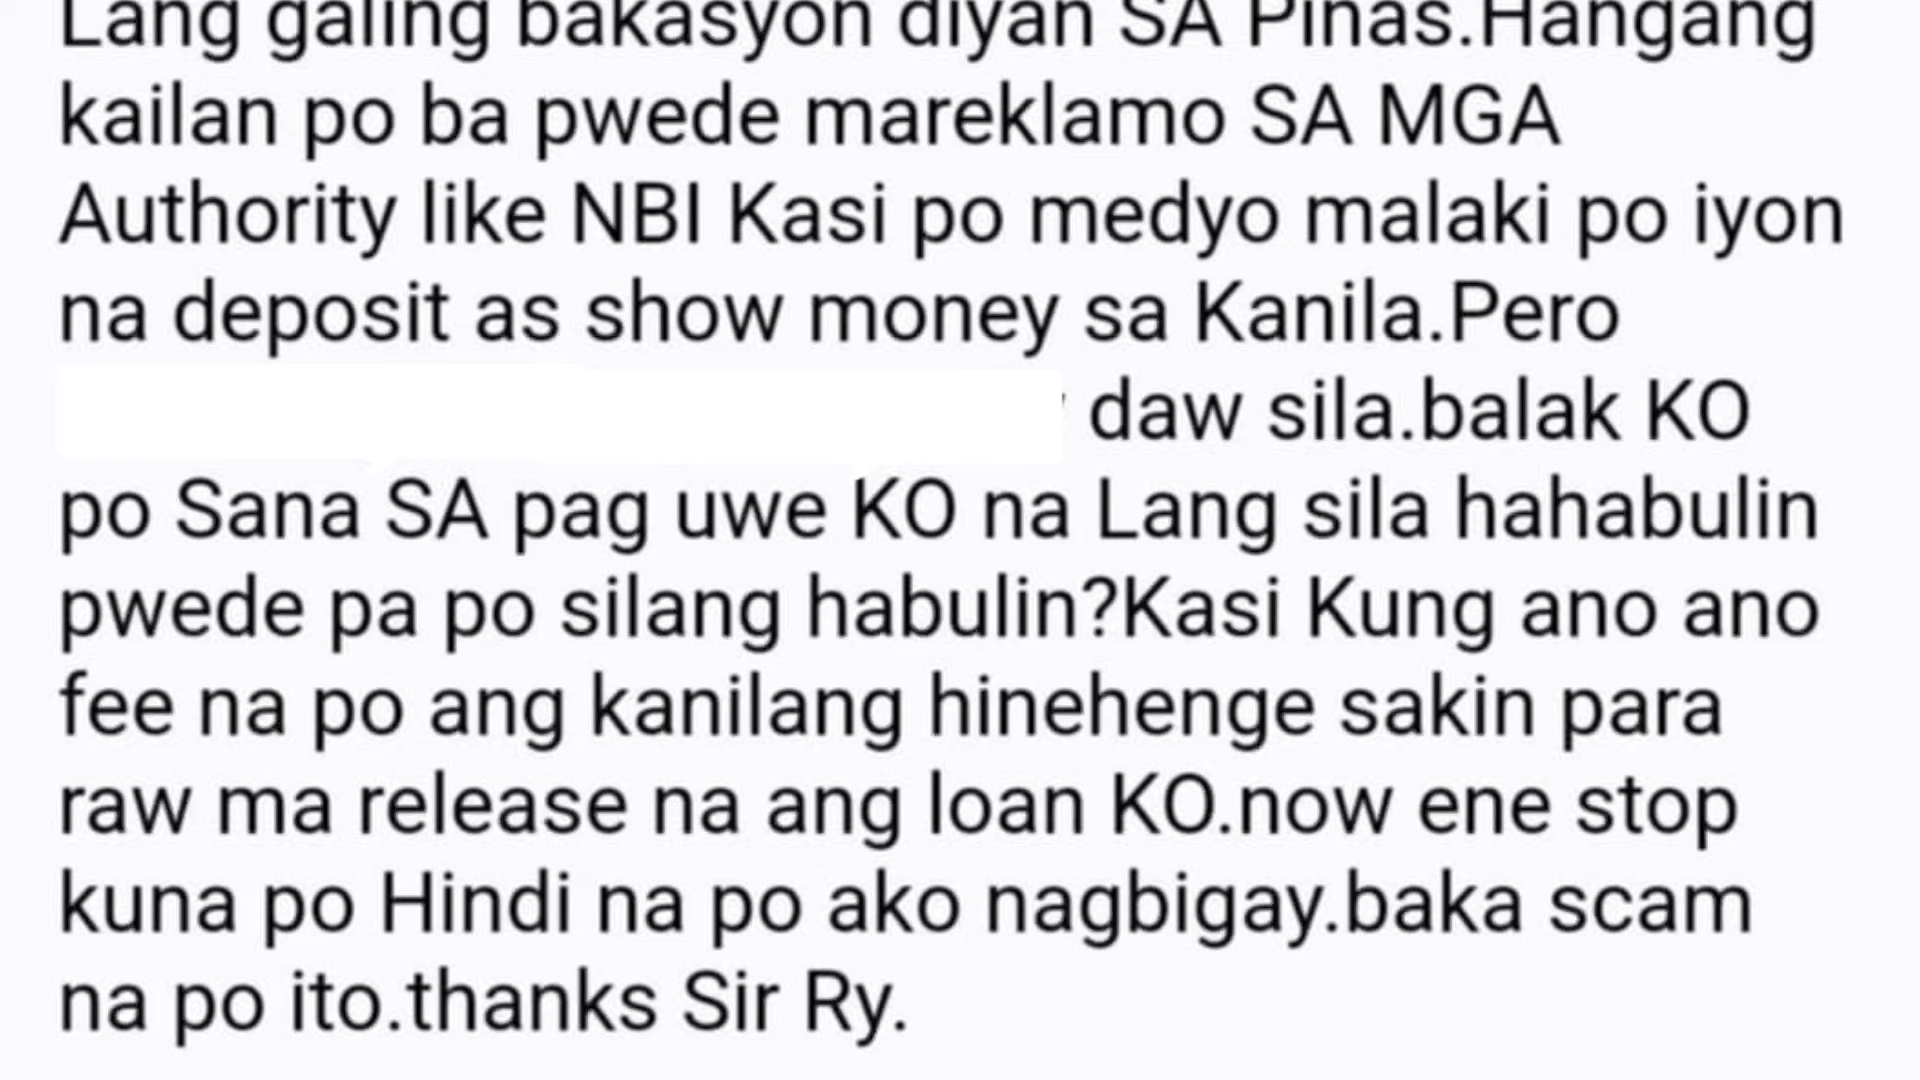 Lang galing bakasyon diyan SA Pinas.Hangang
kailan po ba pwede mareklamo SA MGA
Authority like NBI Kasi po medyo malaki po iyon
na deposit as show money sa Kanila.Pero
daw sila.balak KO
po Sana SA pag uwe KO na Lang sila hahabulin
pwede pa po silang habulin?Kasi Kung ano ano
fee na po ang kanilang hinehenge sakin para
raw ma release na ang loan KO.now ene stop
kuna po Hindi na po ako nagbigay.baka scam
na po ito.thanks Sir Ry.